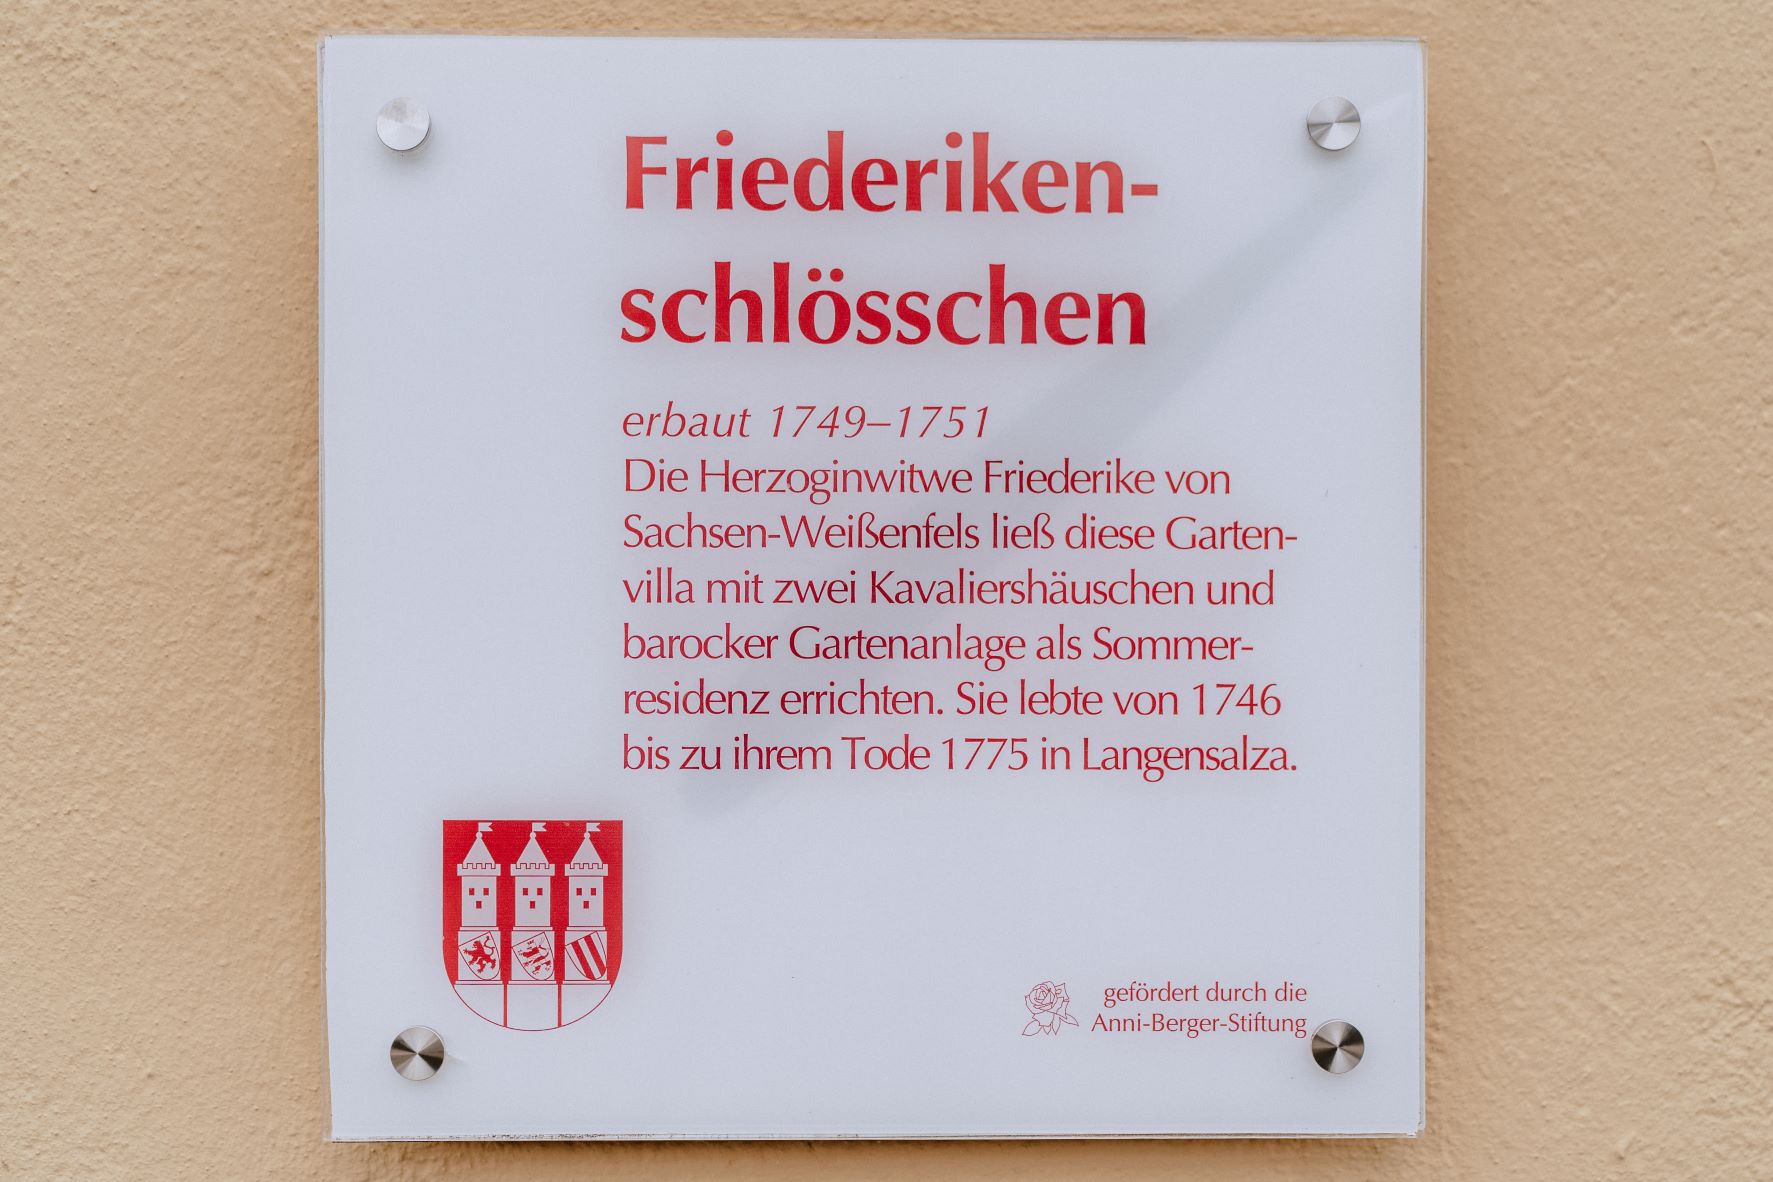 Friederiken-
schlösschen
erbaut 1749–1751
Die Herzoginwitwe Friederike von
Sachsen-Weißenfels ließ diese Garten-
villa mit zwei Kavaliershäuschen und
barocker Gartenanlage als Sommer-
residenz errichten. Sie lebte von 1746
bis zu ihrem Tode 1775 in Langensalza.
gefördert durch die
Anni-Berger-Stiftung